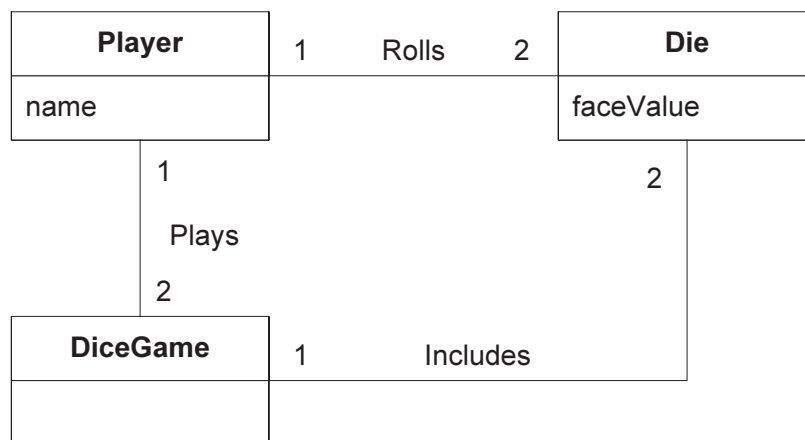 Player
1 Rolls 2
Die
name
faceValue
1
2
Plays
2
DiceGame
1 Includes